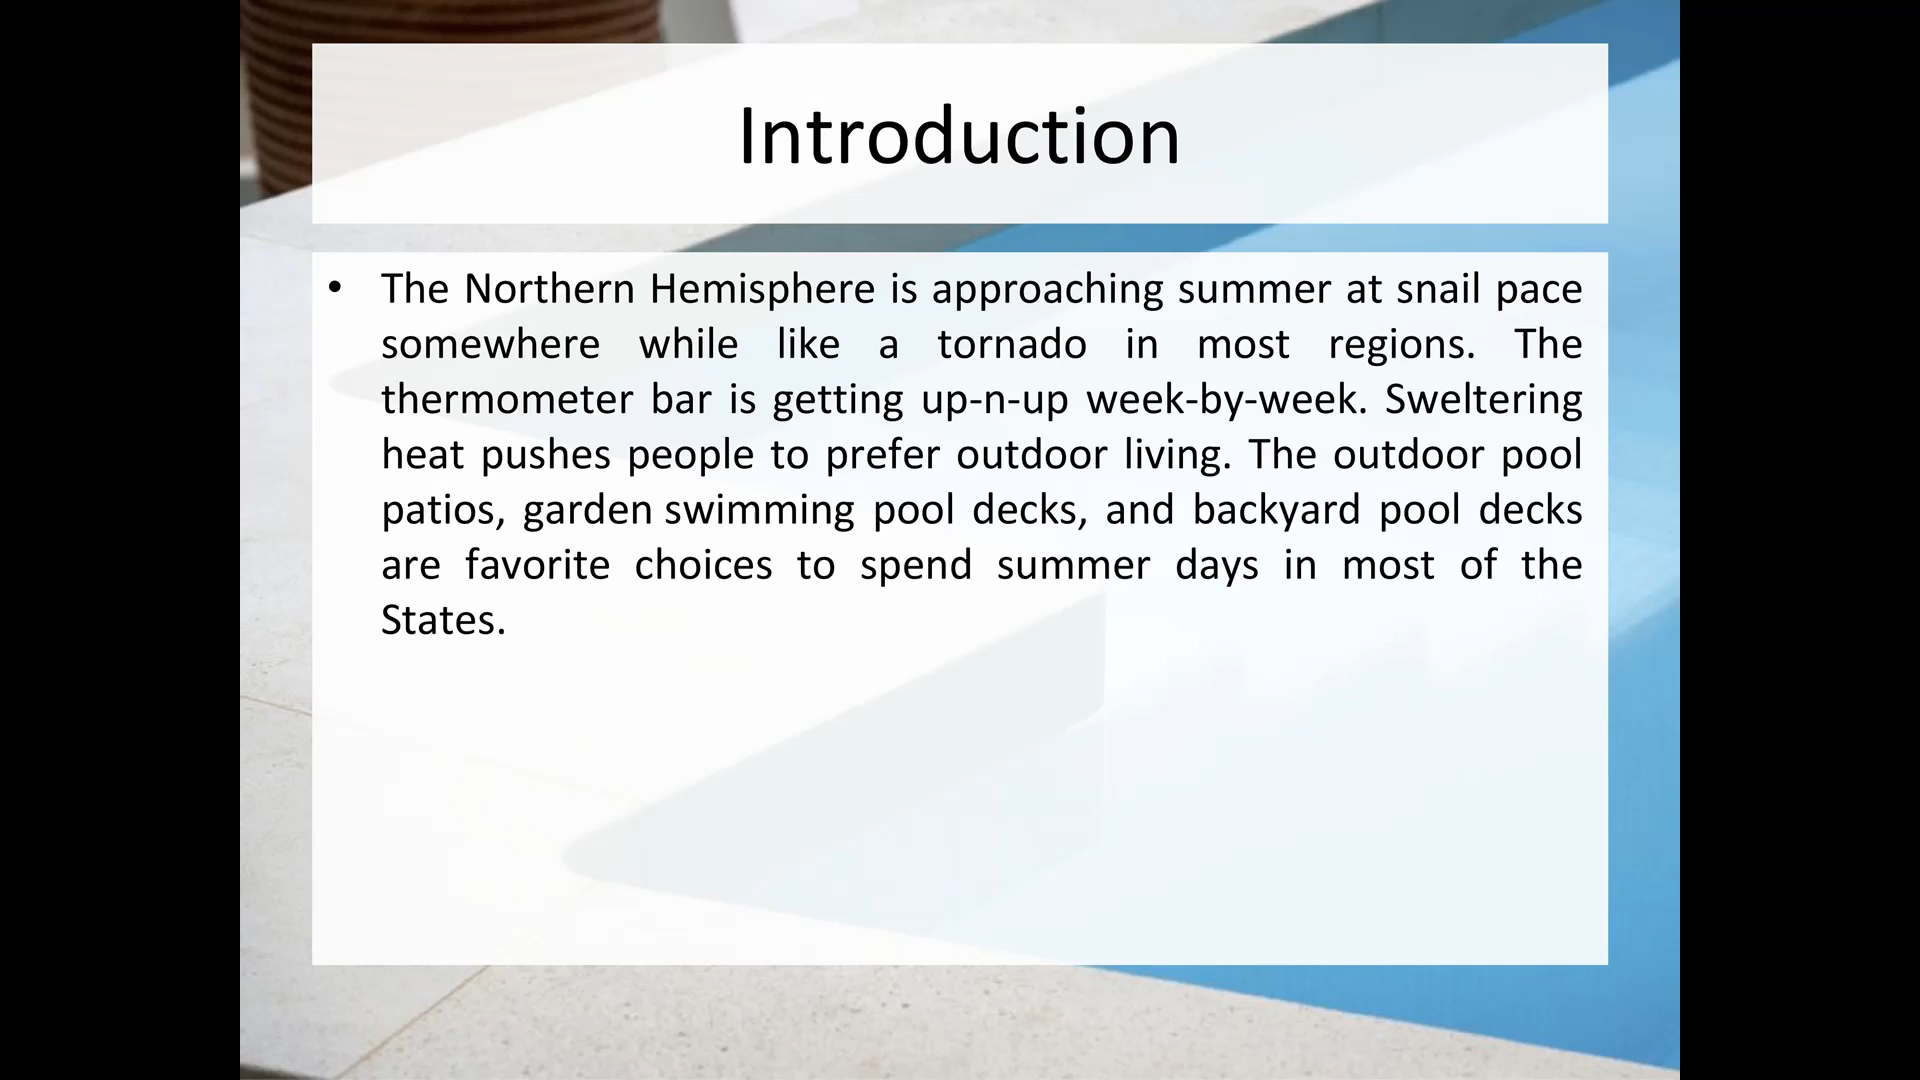 Introduction
• The Northern Hemisphere is approaching summer at snail pace
somewhere while like a tornado in most regions. The
thermometer bar is getting up-n-up week-by-week. Sweltering
heat pushes people to prefer outdoor living. The outdoor pool
patios, garden swimming pool decks, and backyard pool decks
are favorite choices to spend summer days in most of the
States.